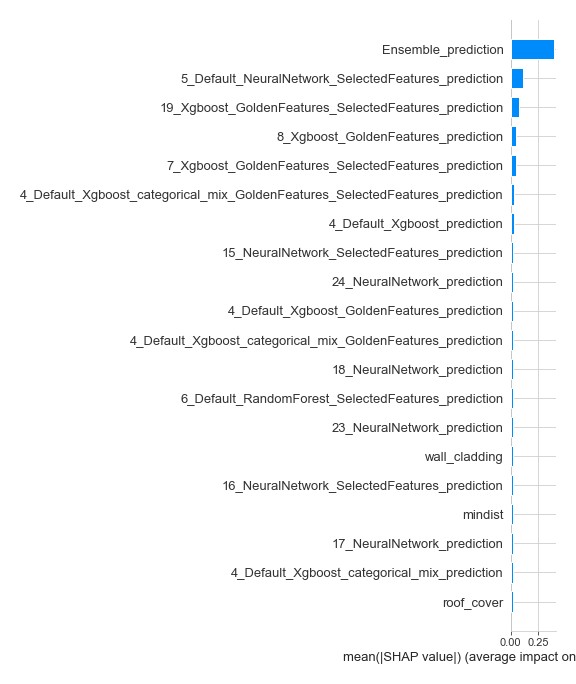 Ensemble_prediction
5_Default_NeuralNetwork_SelectedFeatures_prediction
19_Xgboost_GoldenFeatures_SelectedFeatures_prediction
8_Xgboost_GoldenFeatures_prediction
7_Xgboost_GoldenFeatures_SelectedFeatures_prediction
4_Default_Xgboost_categorical_mix_GoldenFeatures_SelectedFeatures_prediction
4_Default_Xgboost_prediction
15_NeuralNetwork_SelectedFeatures_prediction
24_NeuralNetwork_prediction
4_Default_Xgboost_GoldenFeatures_prediction
4_Default_Xgboost_categorical_mix_GoldenFeatures_prediction
18_NeuralNetwork_prediction
6_Default_RandomForest_SelectedFeatures_prediction
23_NeuralNetwork_prediction
wall_cladding
16_NeuralNetwork_SelectedFeatures_prediction
mindist
17_NeuralNetwork_prediction
4_Default_Xgboost_categorical_mix_prediction
roof_cover
0.00 0.25
mean(|SHAP value|) (average impact on